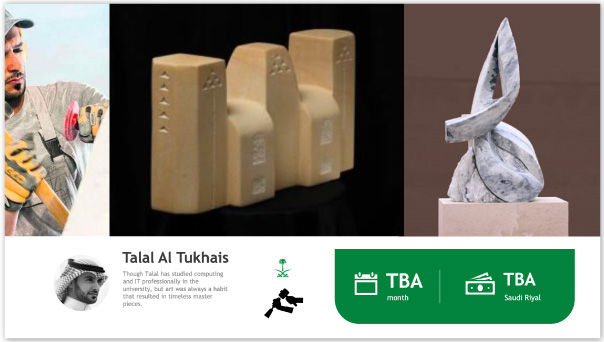 Talal Al Tukhais
Though Talal has studied computing
and IT professionally in the
university, but art was always a habit
that resulted in timeless master
pieces.
TBA
month
TBA
Saudi Riyal